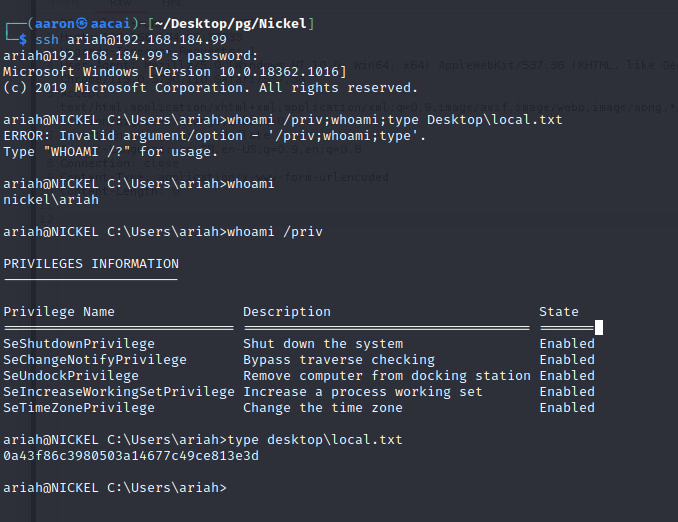 ┌──(aaron㉿aacai)-[~/Desktop/pg/Nickel]
└─$ ssh ariah@192.168.184.99
ariah@192.168.184.99's password:
Microsoft Windows [Version 10.0.18362.1016]
(c) 2019 Microsoft Corporation. All rights reserved.
ariah@NICKEL C:\Users\ariah>whoami /priv;whoami;type Desktop\local.txt
ERROR: Invalid argument/option - '/priv;whoami;type'.
Type "WHOAMI /?" for usage.
ariah@NICKEL C:\Users\ariah>whoami
nickel\ariah
ariah@NICKEL C:\Users\ariah>whoami /priv
PRIVILEGES INFORMATION
----------------------
Privilege Name Description State
============================= ==================================== =======
SeShutdownPrivilege Shut down the system Enabled
SeChangeNotifyPrivilege Bypass traverse checking Enabled
SeUndockPrivilege Remove computer from docking station Enabled
SeIncreaseWorkingSetPrivilege Increase a process working set Enabled
SeTimeZonePrivilege Change the time zone Enabled
ariah@NICKEL C:\Users\ariah>type desktop\local.txt
0a43f86c3980503a14677c49ce813e3d
ariah@NICKEL C:\Users\ariah>